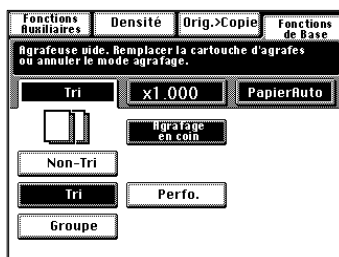 Fonctions
Auxiliaires
Densité
Orig.>Copie
Fonctions
de Base
Agrafeuse vide. Remplacer la cartouche d'agrafes
ou annuler le mode agrafage.
Tri
x1.000
PapierAuto
Agrafage
en coin
Non-Tri
Tri
Perfo.
Groupe